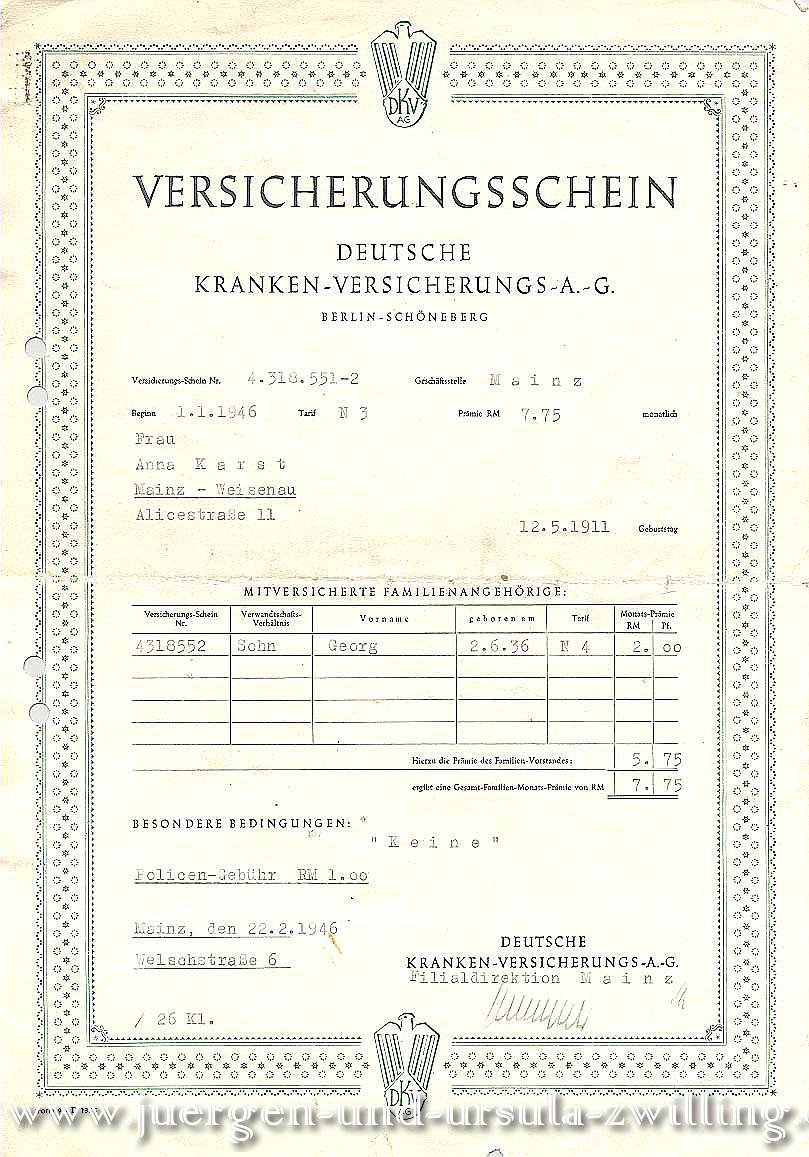 DKV
AG
VERSICHERUNGSSCHEIN
DEUTSCHE
KRANKEN-VERSICHERUNGS-A.-G.
BERLIN-SCHÖNEBERG
Versicherungs-Schein Nr. 4.318.551-2 Geschäftsstelle Mainz
Beginn 1.1.1946 Tarif N 3 Prämie RM 7.75 monatlich
Frau
Anna Karst
Mainz - Weisenau
Alicestraße 11
12.5.1911 Geburtstag
MITVERSICHERTE FAMILIENANGEHÖRIGE:
Versicherungs-Schein Nr. Verwandtschafts-Verhältnis Vorname geboren am Tarif Monats-Prämie RM Pf.
4318552 Sohn Georg 2.6.36 N 4 2. oo
Hierzu die Prämie des Familien-Vorstandes: 5. 75
ergibt eine Gesamt-Familien-Monats-Prämie von RM 7. 75
BESONDERE BEDINGUNGEN:
"Keine"
Policen-Gebühr RM 1.oo
Mainz, den 22.2.1946
Welschstraße 6
DEUTSCHE
KRANKEN-VERSICHERUNGS-A.-G.
Filialdirektion Mainz
/ 26 Kl.
DKV
AG
www.juergen-und-ursula-zwilling.